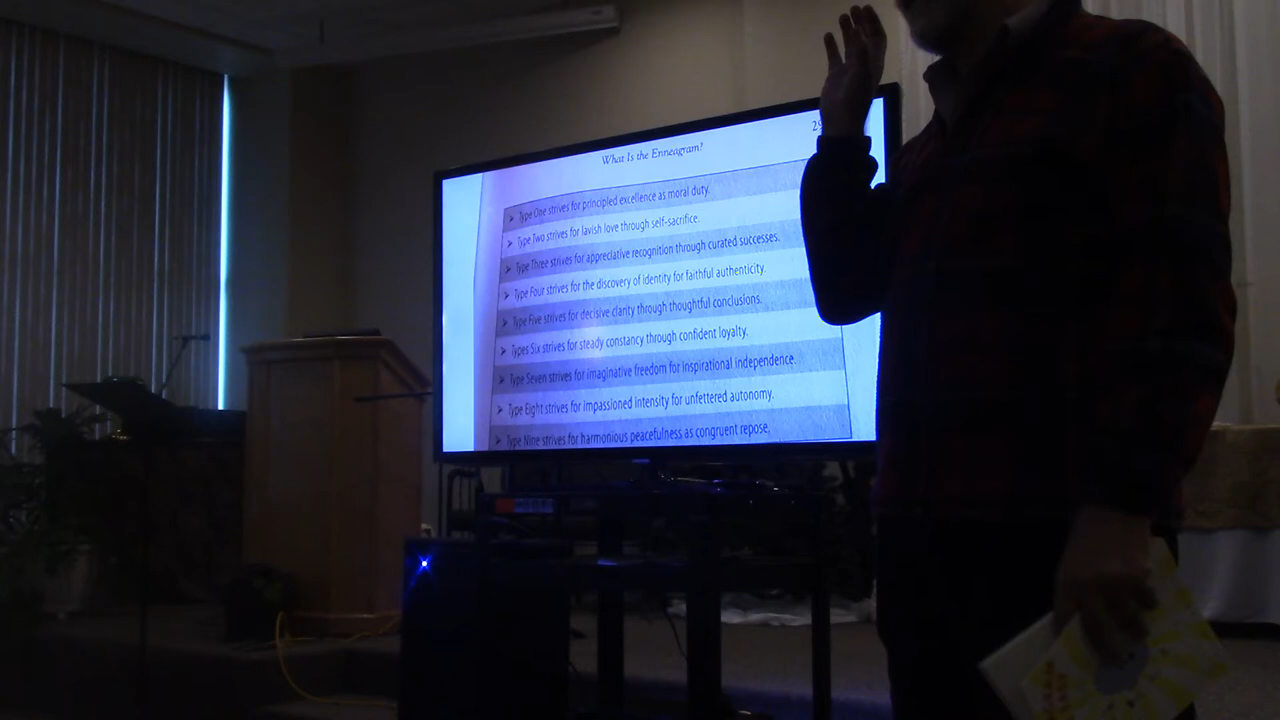 29
What Is the Enneagram?
➤ Type One strives for principled excellence as moral duty.
➤ Type Two strives for lavish love through self-sacrifice.
➤ Type Three strives for appreciative recognition through curated successes.
➤ Type Four strives for the discovery of identity for faithful authenticity.
➤ Type Five strives for decisive clarity through thoughtful conclusions.
➤ Types Six strives for steady constancy through confident loyalty.
➤ Type Seven strives for imaginative freedom for inspirational independence.
➤ Type Eight strives for impassioned intensity for unfettered autonomy.
➤ Type Nine strives for harmonious peacefulness as congruent repose.